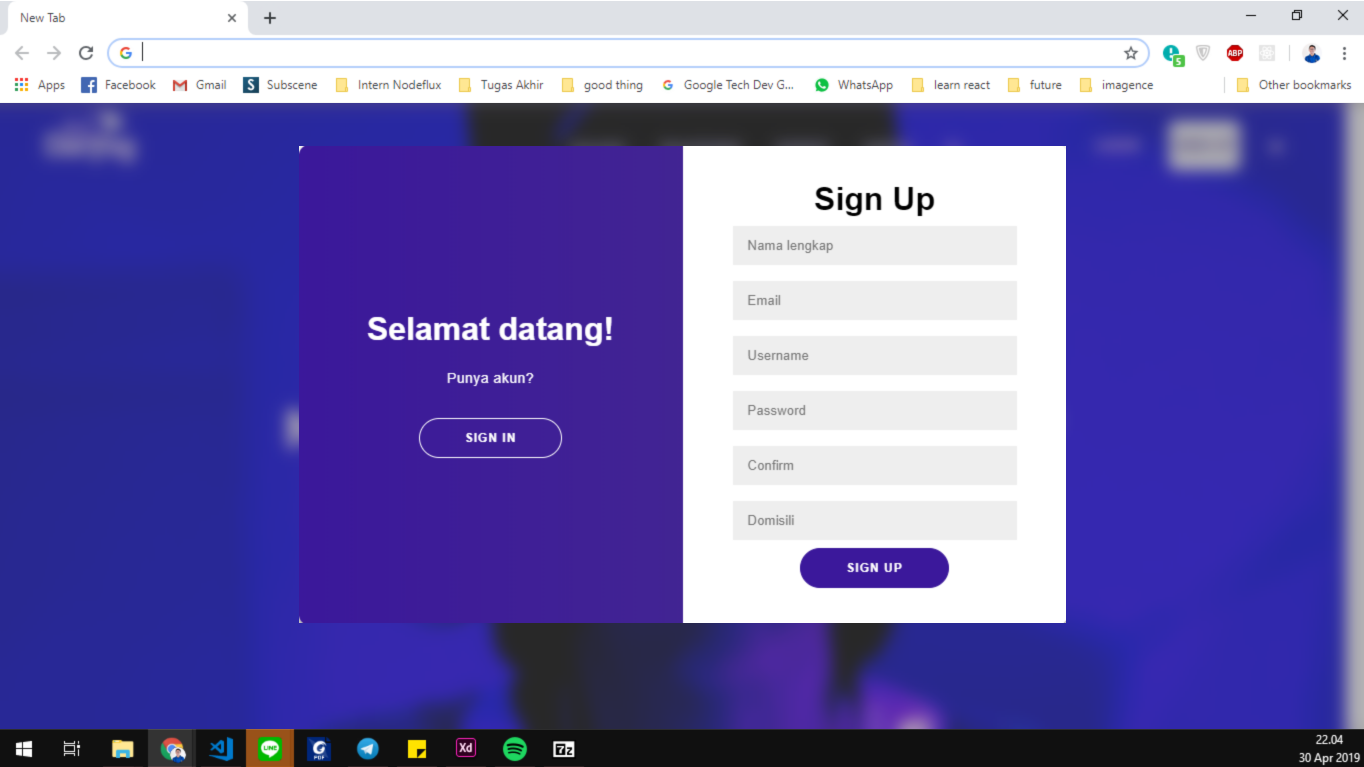 New Tab
Apps Facebook Gmail Subscene Intern Nodeflux Tugas Akhir good thing Google Tech Dev G... WhatsApp learn react future imagence Other bookmarks
Selamat datang!
Punya akun?
SIGN IN
Sign Up
Nama lengkap
Email
Username
Password
Confirm
Domisili
SIGN UP
22.04
30 Apr 2019